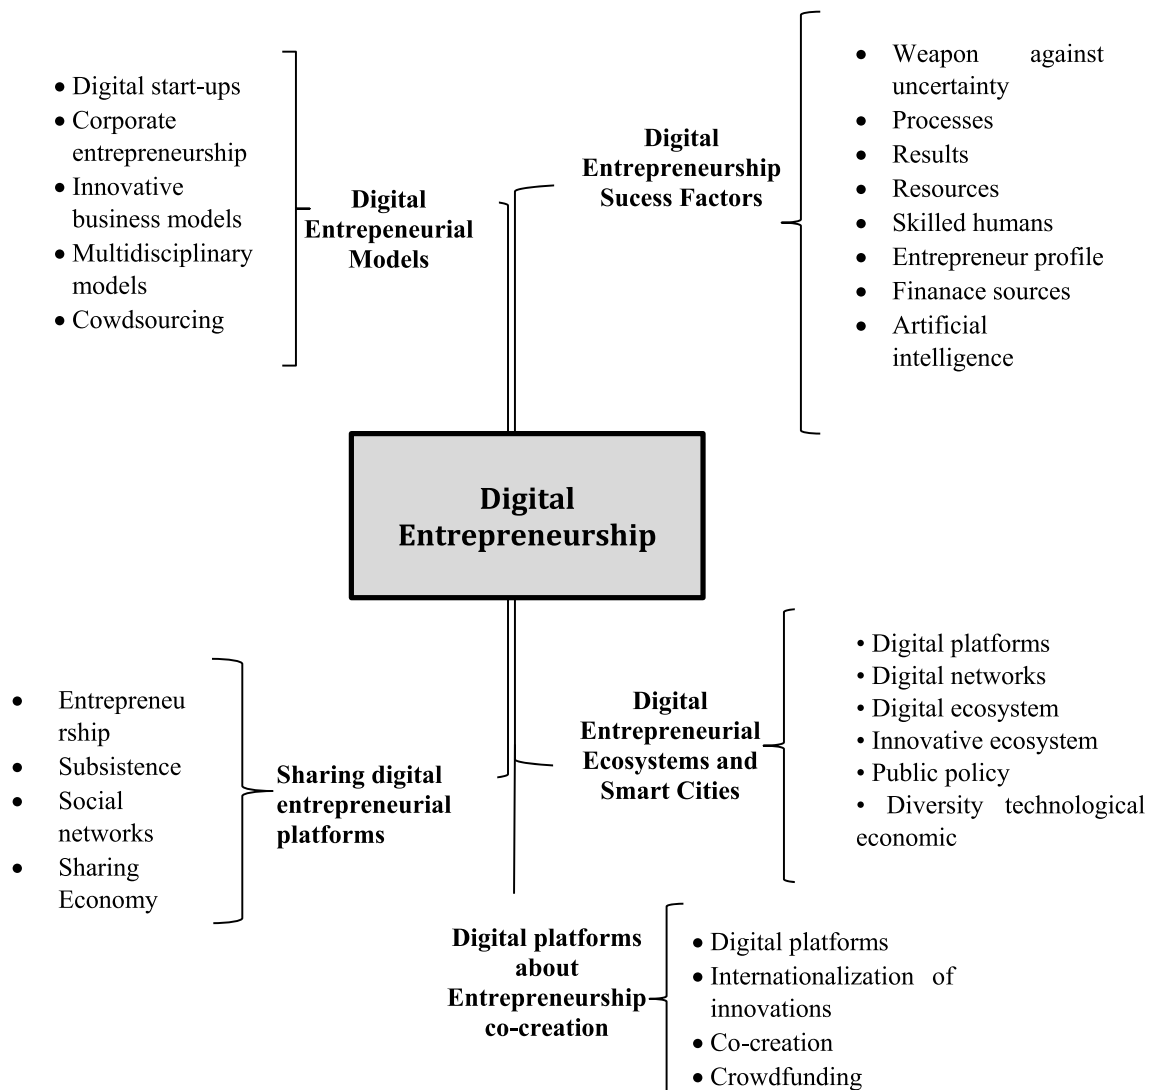 • Digital start-ups
• Corporate
entrepreneurship
• Innovative
business models
• Multidisciplinary
models
• Cowdsourcing
Digital
Entrepeneurial
Models
Digital
Entrepreneurship
Sucess Factors
• Weapon against
uncertainty
• Processes
• Results
• Resources
• Skilled humans
• Entrepreneur profile
• Finanace sources
• Artificial
intelligence
Digital
Entrepreneurship
• Entrepreneu
rship
• Subsistence
• Social
networks
• Sharing
Economy
Sharing digital
entrepreneurial
platforms
Digital
Entrepreneurial
Ecosystems and
Smart Cities
• Digital platforms
• Digital networks
• Digital ecosystem
• Innovative ecosystem
• Public policy
• Diversity technological
economic
Digital platforms
about
Entrepreneurship
co-creation
• Digital platforms
• Internationalization of
innovations
• Co-creation
• Crowdfunding